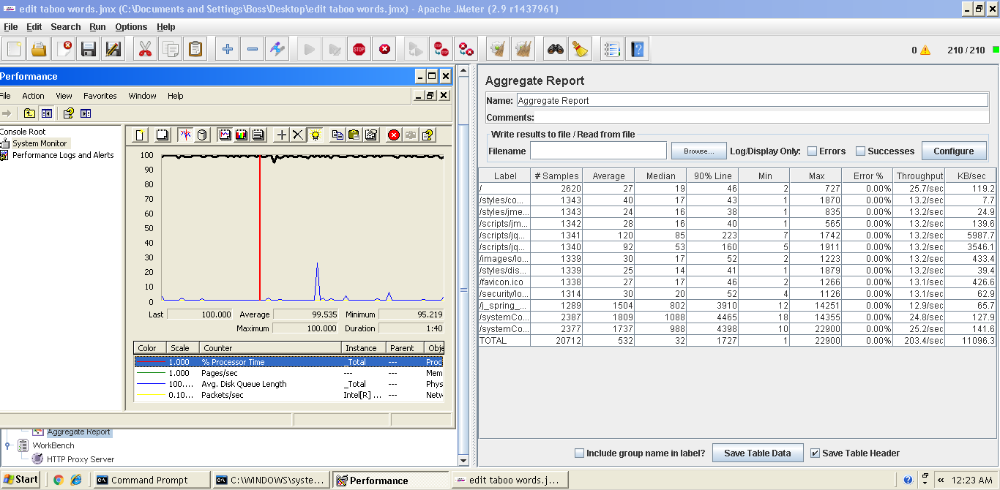 edit taboo words.jmx (C:\Documents and Settings\Boss\Desktop\edit taboo words.jmx) - Apache JMeter (2.9 r1437961)
File Edit Search Run Options Help
STOP STOP STOP
0 210 / 210
Performance
File Action View Favorites Window Help
Console Root
System Monitor
Performance Logs and Alerts
100
90
80
70
60
50
40
30
20
10
0
Last 100.000 Average 99.535 Minimum 95.219
Maximum 100.000 Duration 1:40
Color Scale Counter Instance Parent Obje
1.000 % Processor Time _Total --- Proc
1.000 Pages/sec --- --- Mem
100.... Avg. Disk Queue Length _Total --- Phys
0.10... Packets/sec Intel[R] ... --- Netw
Aggregate Report
WorkBench
HTTP Proxy Server
Aggregate Report
Name: Aggregate Report
Comments:
Write results to file / Read from file
Filename Browse... Log/Display Only: Errors Successes Configure
Label # Samples Average Median 90% Line Min Max Error % Throughput KB/sec
/ 2620 27 19 46 2 727 0.00% 25.7/sec 119.2
/styles/co... 1343 40 17 43 1 1870 0.00% 13.2/sec 7.7
/styles/jme... 1343 24 16 38 1 835 0.00% 13.2/sec 24.9
/scripts/jm... 1342 28 16 40 1 565 0.00% 13.2/sec 139.6
/scripts/jq... 1341 120 85 223 7 1742 0.00% 13.2/sec 5987.7
/scripts/jq... 1340 92 53 160 5 1911 0.00% 13.2/sec 3546.1
/images/lo... 1339 30 17 52 2 1223 0.00% 13.2/sec 433.4
/styles/dis... 1339 25 14 41 1 1879 0.00% 13.2/sec 39.4
/favicon.ico 1338 27 17 46 2 1266 0.00% 13.1/sec 426.6
/security/lo... 1314 30 20 52 4 1126 0.00% 13.1/sec 62.9
/j_spring_... 1289 1504 802 3910 12 14251 0.00% 12.9/sec 65.7
/systemCo... 2387 1809 1088 4465 18 14355 0.00% 24.8/sec 127.9
/systemCo... 2377 1737 988 4398 10 22900 0.00% 25.2/sec 141.6
TOTAL 20712 532 32 1727 1 22900 0.00% 203.4/sec 11096.3
Include group name in label? Save Table Data Save Table Header
Start Command Prompt C:\WINDOWS\syste... Performance edit taboo words.j... « 12:23 AM